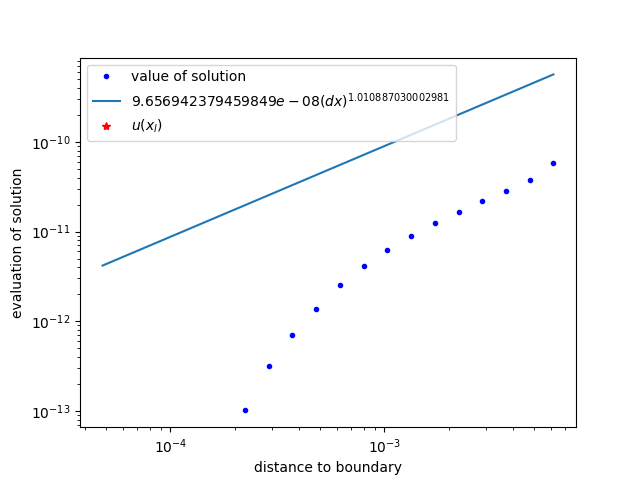 value of solution
9.656942379459849e − 08(dx)^1.010887030002981
u(x_l)
10^−10
10^−11
10^−12
10^−13
evaluation of solution
10^−4
10^−3
distance to boundary